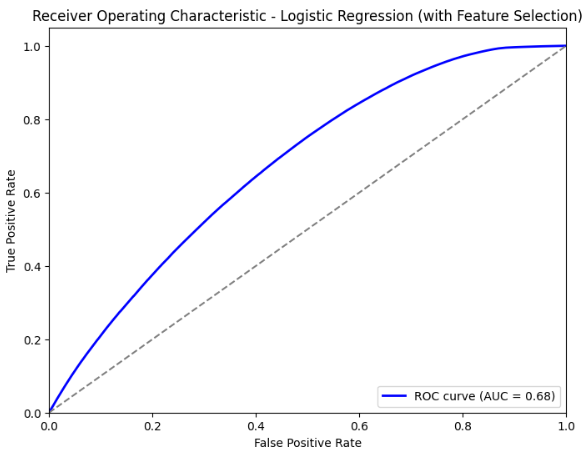 Receiver Operating Characteristic - Logistic Regression (with Feature Selection)
1.0
0.8
0.6
0.4
0.2
0.0
True Positive Rate
ROC curve (AUC = 0.68)
0.0 0.2 0.4 0.6 0.8 1.0
False Positive Rate